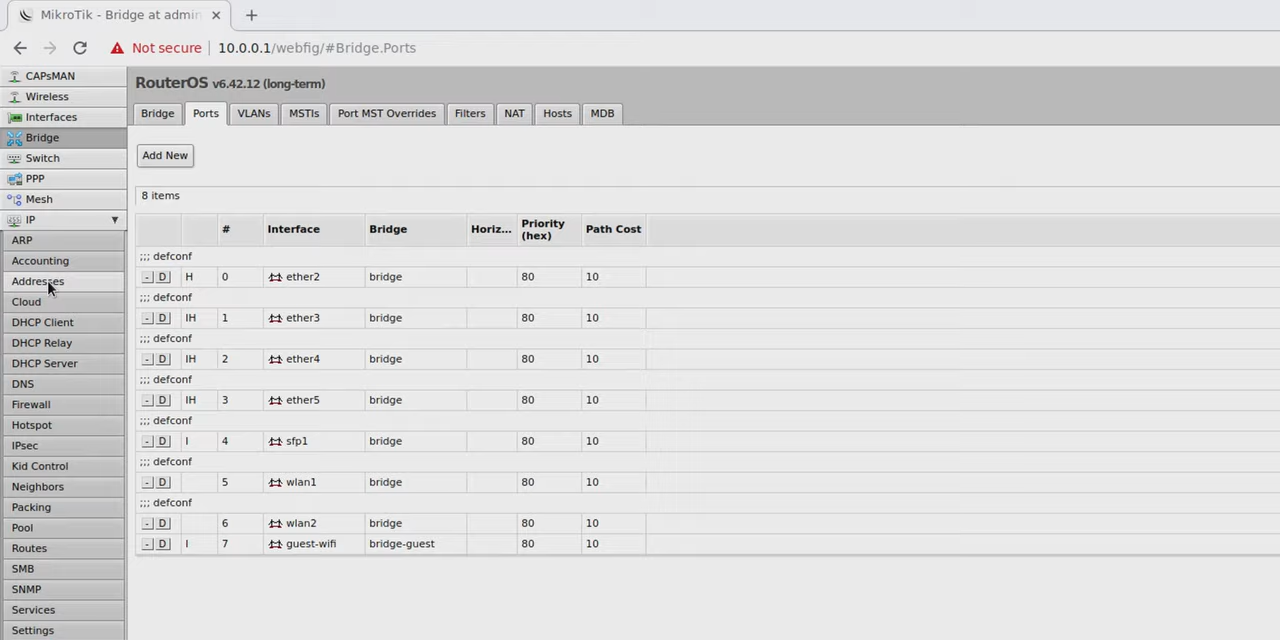 MikroTik - Bridge at admin
Not secure
10.0.0.1/webfig/#Bridge.Ports
CAPsMAN
Wireless
Interfaces
Bridge
Switch
PPP
Mesh
IP
ARP
Accounting
Addresses
Cloud
DHCP Client
DHCP Relay
DHCP Server
DNS
Firewall
Hotspot
IPsec
Kid Control
Neighbors
Packing
Pool
Routes
SMB
SNMP
Services
Settings
RouterOS v6.42.12 (long-term)
Bridge Ports VLANs MSTIs Port MST Overrides Filters NAT Hosts MDB
Add New
8 items
# Interface Bridge Horiz... Priority (hex) Path Cost
;;; defconf
- D H 0 ether2 bridge 80 10
;;; defconf
- D IH 1 ether3 bridge 80 10
;;; defconf
- D IH 2 ether4 bridge 80 10
;;; defconf
- D IH 3 ether5 bridge 80 10
;;; defconf
- D I 4 sfp1 bridge 80 10
;;; defconf
- D 5 wlan1 bridge 80 10
;;; defconf
- D 6 wlan2 bridge 80 10
- D I 7 guest-wifi bridge-guest 80 10